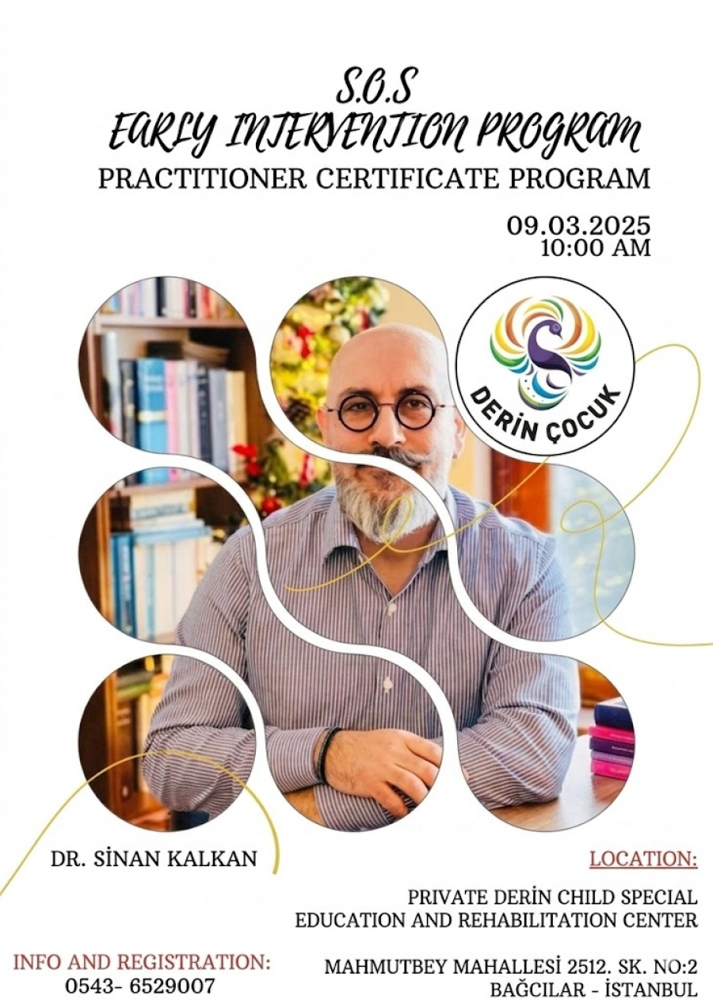 S.O.S
EARLY INTERVENTION PROGRAM
PRACTITIONER CERTIFICATE PROGRAM
09.03.2025
10:00 AM
DERİN ÇOCUK
DR. SİNAN KALKAN
LOCATION:
PRIVATE DERİN CHILD SPECIAL
EDUCATION AND REHABILITATION CENTER
INFO AND REGISTRATION:
0543- 6529007
MAHMUTBEY MAHALLESİ 2512. SK. NO:2
BAĞCILAR - İSTANBUL